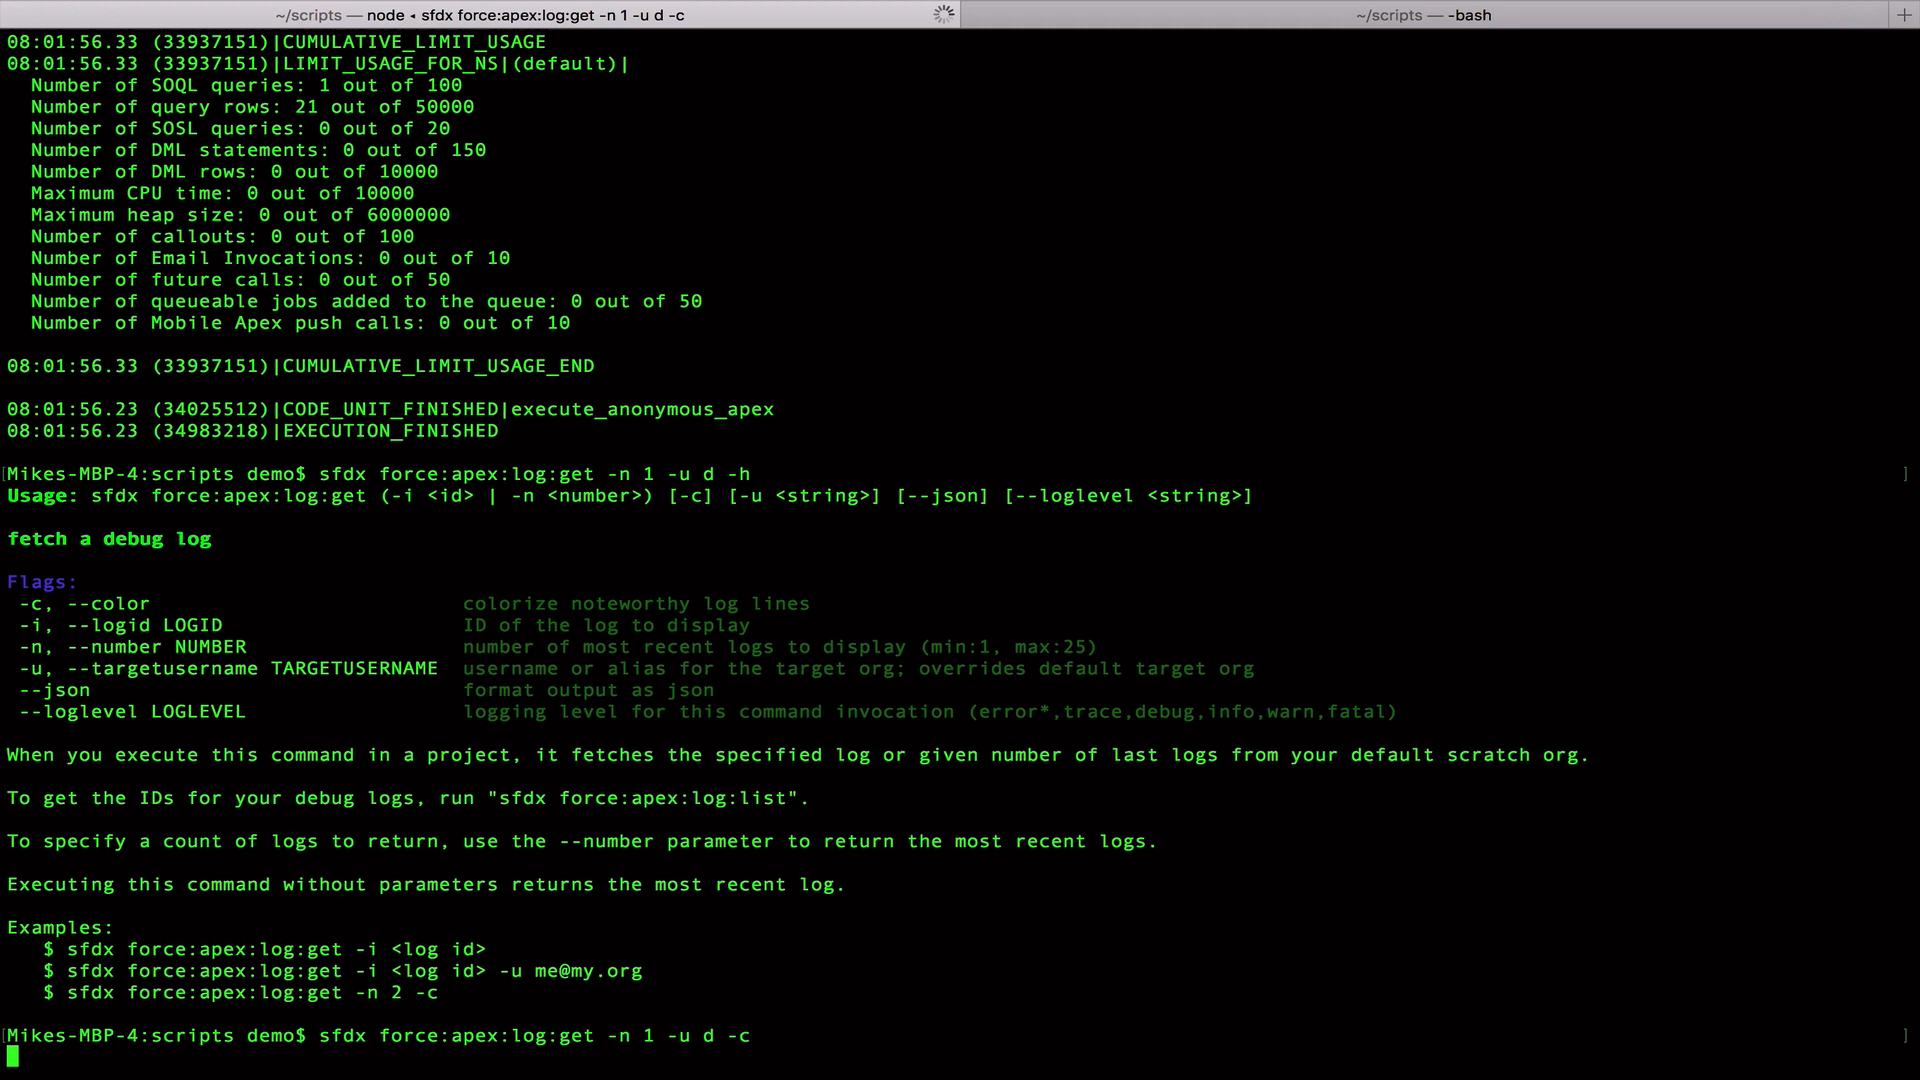 ~/scripts — node ◂ sfdx force:apex:log:get -n 1 -u d -c
~/scripts — -bash
08:01:56.33 (33937151)|CUMULATIVE_LIMIT_USAGE
08:01:56.33 (33937151)|LIMIT_USAGE_FOR_NS|(default)|
  Number of SOQL queries: 1 out of 100
  Number of query rows: 21 out of 50000
  Number of SOSL queries: 0 out of 20
  Number of DML statements: 0 out of 150
  Number of DML rows: 0 out of 10000
  Maximum CPU time: 0 out of 10000
  Maximum heap size: 0 out of 6000000
  Number of callouts: 0 out of 100
  Number of Email Invocations: 0 out of 10
  Number of future calls: 0 out of 50
  Number of queueable jobs added to the queue: 0 out of 50
  Number of Mobile Apex push calls: 0 out of 10
08:01:56.33 (33937151)|CUMULATIVE_LIMIT_USAGE_END
08:01:56.23 (34025512)|CODE_UNIT_FINISHED|execute_anonymous_apex
08:01:56.23 (34983218)|EXECUTION_FINISHED
[Mikes-MBP-4:scripts demo$ sfdx force:apex:log:get -n 1 -u d -h ]
Usage: sfdx force:apex:log:get (-i <id> | -n <number>) [-c] [-u <string>] [--json] [--loglevel <string>]
fetch a debug log
Flags:
 -c, --color colorize noteworthy log lines
 -i, --logid LOGID ID of the log to display
 -n, --number NUMBER number of most recent logs to display (min:1, max:25)
 -u, --targetusername TARGETUSERNAME username or alias for the target org; overrides default target org
 --json format output as json
 --loglevel LOGLEVEL logging level for this command invocation (error*,trace,debug,info,warn,fatal)
When you execute this command in a project, it fetches the specified log or given number of last logs from your default scratch org.
To get the IDs for your debug logs, run "sfdx force:apex:log:list".
To specify a count of logs to return, use the --number parameter to return the most recent logs.
Executing this command without parameters returns the most recent log.
Examples:
   $ sfdx force:apex:log:get -i <log id>
   $ sfdx force:apex:log:get -i <log id> -u me@my.org
   $ sfdx force:apex:log:get -n 2 -c
[Mikes-MBP-4:scripts demo$ sfdx force:apex:log:get -n 1 -u d -c ]